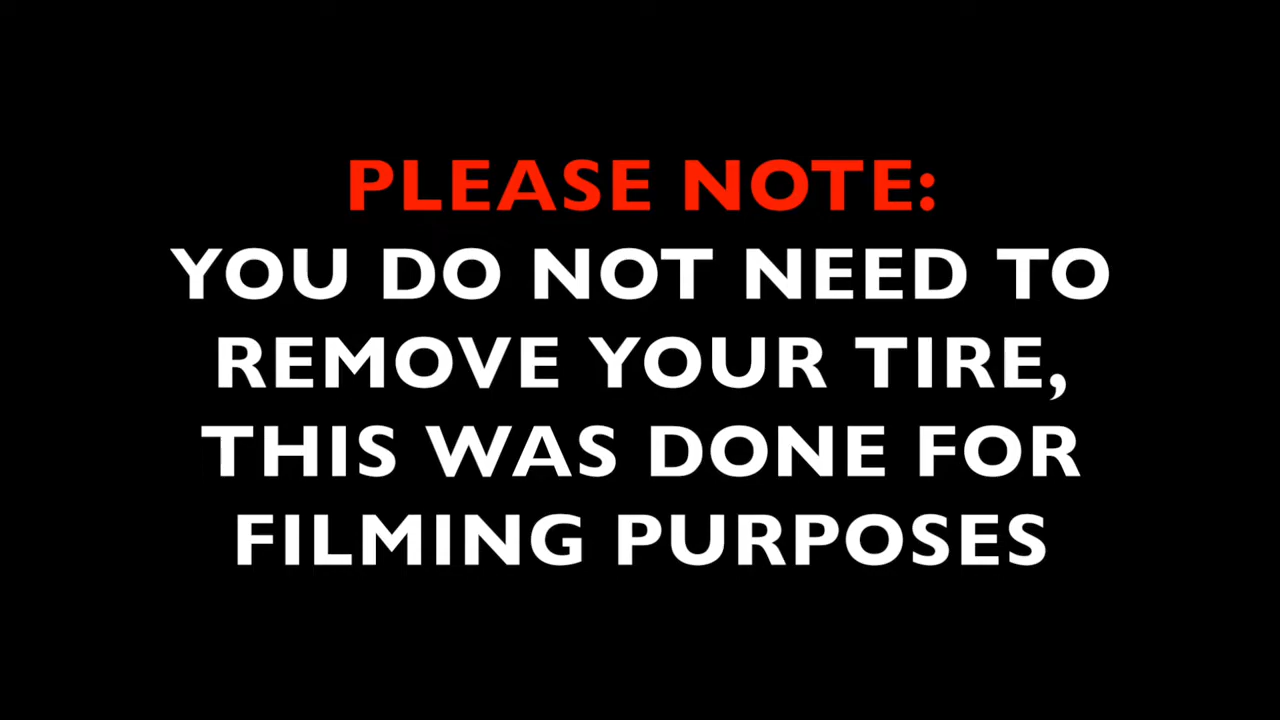 PLEASE NOTE:
YOU DO NOT NEED TO
REMOVE YOUR TIRE,
THIS WAS DONE FOR
FILMING PURPOSES